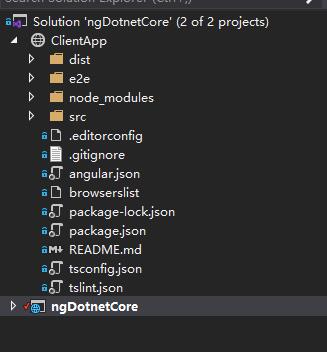 Search Solution Explorer (Ctrl+;)
Solution 'ngDotnetCore' (2 of 2 projects)
ClientApp
dist
e2e
node_modules
src
.editorconfig
.gitignore
angular.json
browserslist
package-lock.json
package.json
README.md
tsconfig.json
tslint.json
ngDotnetCore